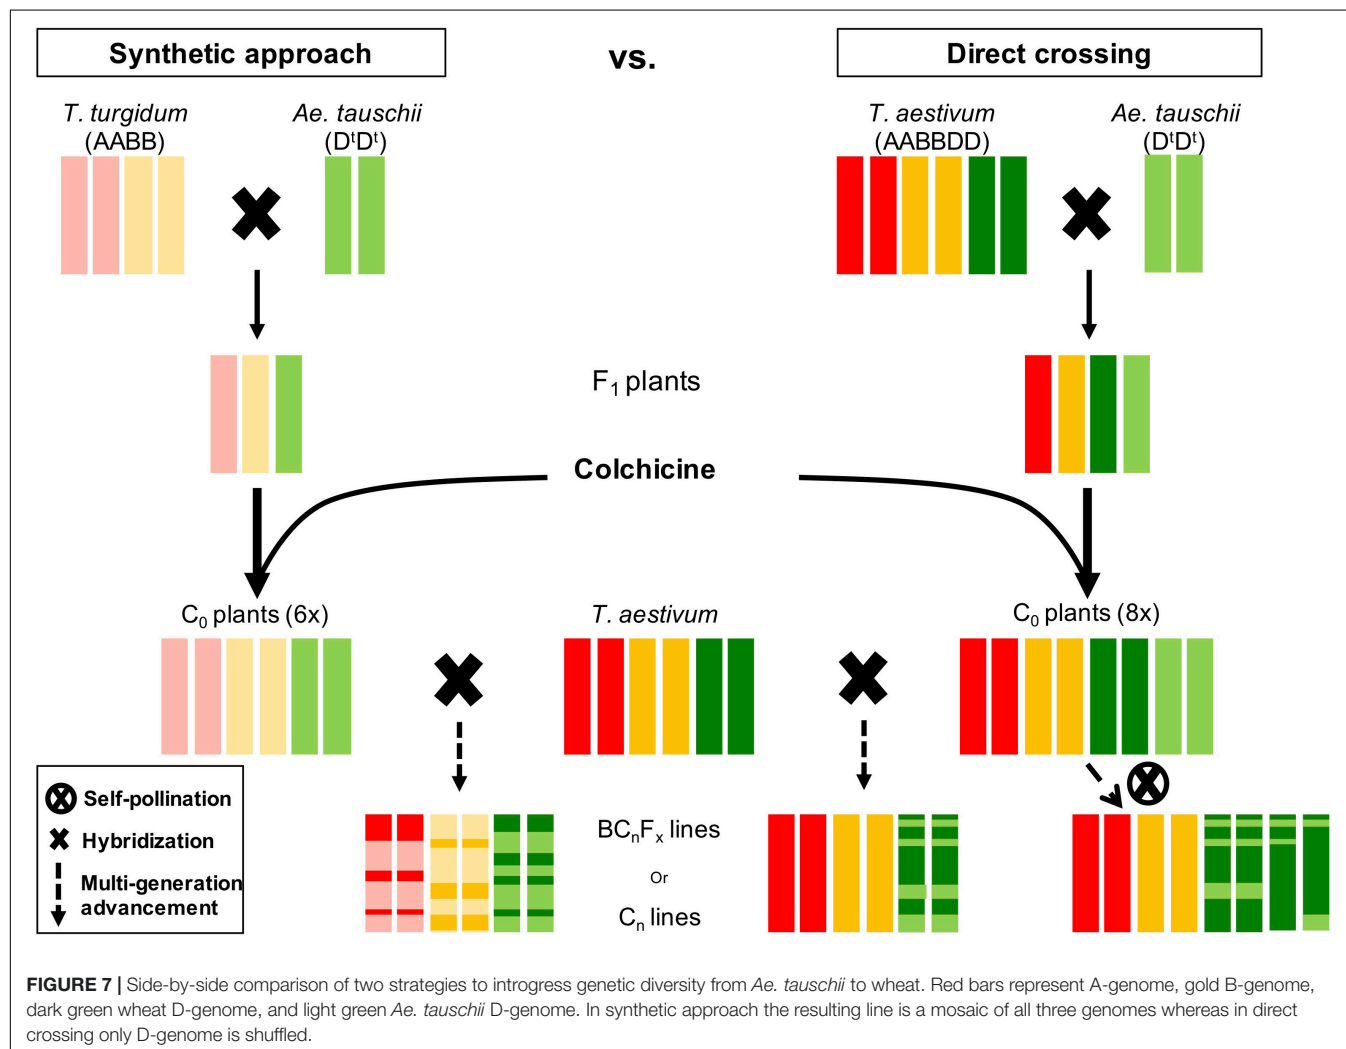 Synthetic approach
vs.
Direct crossing
T. turgidum
(AABB)
Ae. tauschii
(DᵗDᵗ)
T. aestivum
(AABBDD)
Ae. tauschii
(DᵗDᵗ)
F₁ plants
Colchicine
C₀ plants (6x)
T. aestivum
C₀ plants (8x)
Self-pollination
Hybridization
Multi-generation
advancement
BCₙFₓ lines
Or
Cₙ lines
FIGURE 7 | Side-by-side comparison of two strategies to introgress genetic diversity from Ae. tauschii to wheat. Red bars represent A-genome, gold B-genome,
dark green wheat D-genome, and light green Ae. tauschii D-genome. In synthetic approach the resulting line is a mosaic of all three genomes whereas in direct
crossing only D-genome is shuffled.